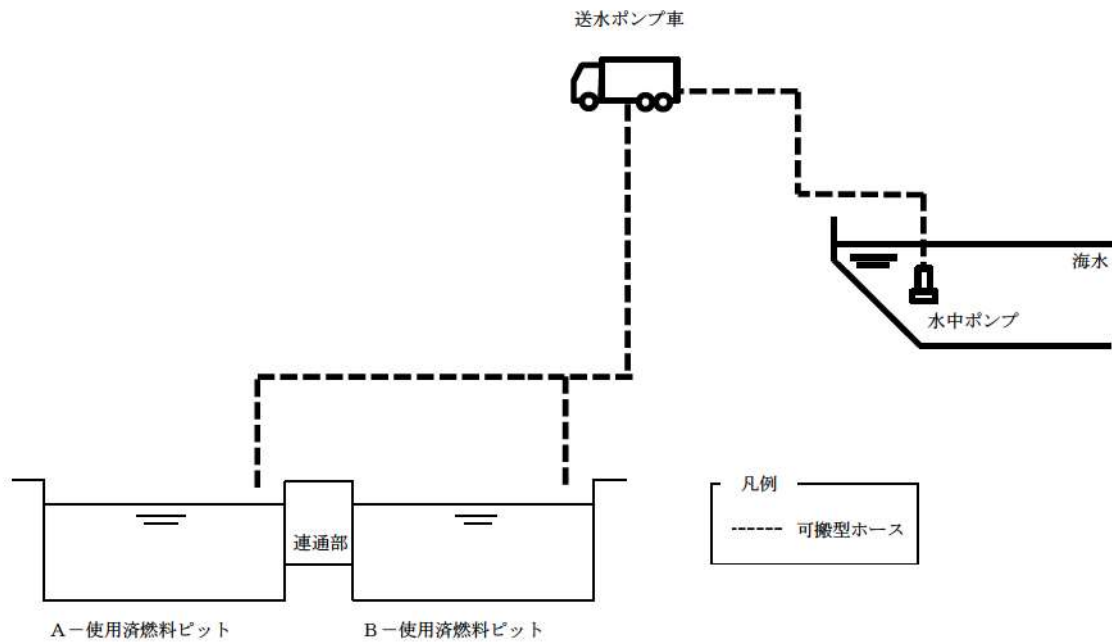 送水ポンプ車
海水
水中ポンプ
凡例
可搬型ホース
連通部
A－使用済燃料ピット
B－使用済燃料ピット